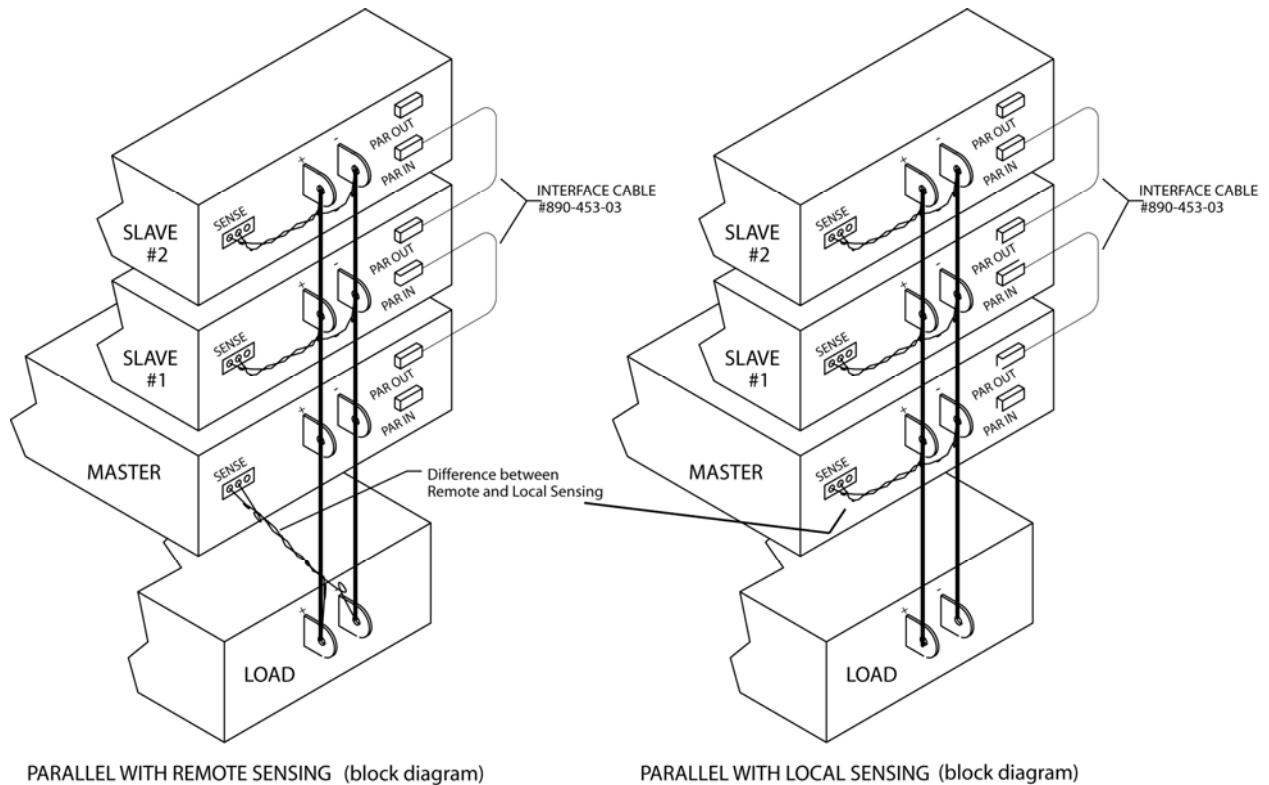 +
-
PAR OUT
PAR IN
INTERFACE CABLE
#890-453-03
SENSE
SLAVE
#2
+
-
PAR OUT
PAR IN
SENSE
SLAVE
#1
+
-
PAR OUT
PAR IN
SENSE
MASTER
Difference between
Remote and Local Sensing
+
-
LOAD
PARALLEL WITH REMOTE SENSING (block diagram)
+
-
PAR OUT
PAR IN
INTERFACE CABLE
#890-453-03
SENSE
SLAVE
#2
+
-
PAR OUT
PAR IN
SENSE
SLAVE
#1
+
-
PAR OUT
PAR IN
SENSE
MASTER
+
-
LOAD
PARALLEL WITH LOCAL SENSING (block diagram)